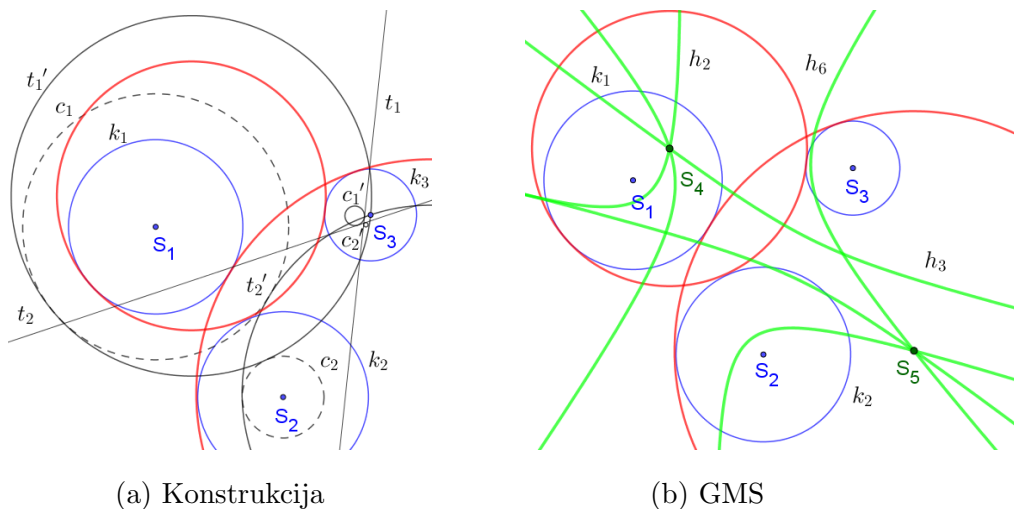 t₁′
c₁
k₁
t₁
k₃
c₁′
S₃
c₂′
S₁
t₂
t₂′
c₂
k₂
S₂
k₁
h₂
h₆
S₄
S₁
S₃
h₃
S₂
S₅
k₂
(a) Konstrukcija
(b) GMS